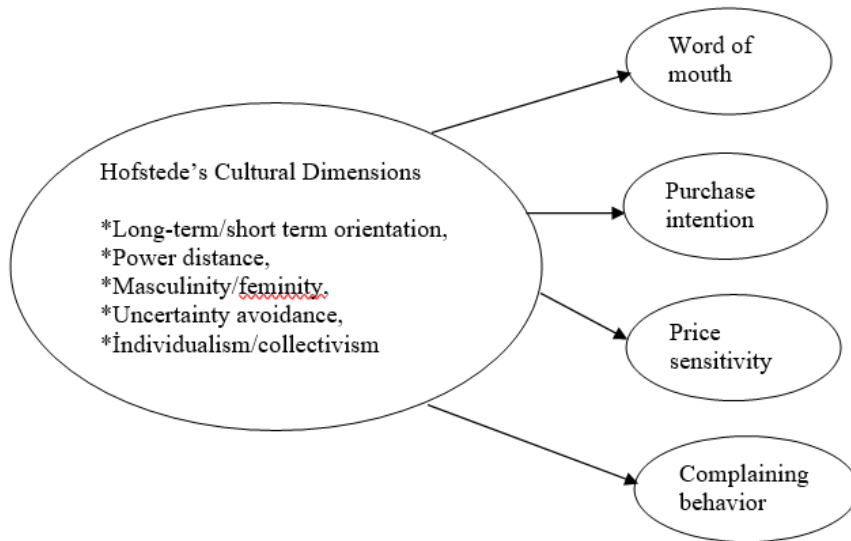 Word of
mouth
Hofstede’s Cultural Dimensions
*Long-term/short term orientation,
*Power distance,
*Masculinity/feminity,
*Uncertainty avoidance,
*İndividualism/collectivism
Purchase
intention
Price
sensitivity
Complaining
behavior